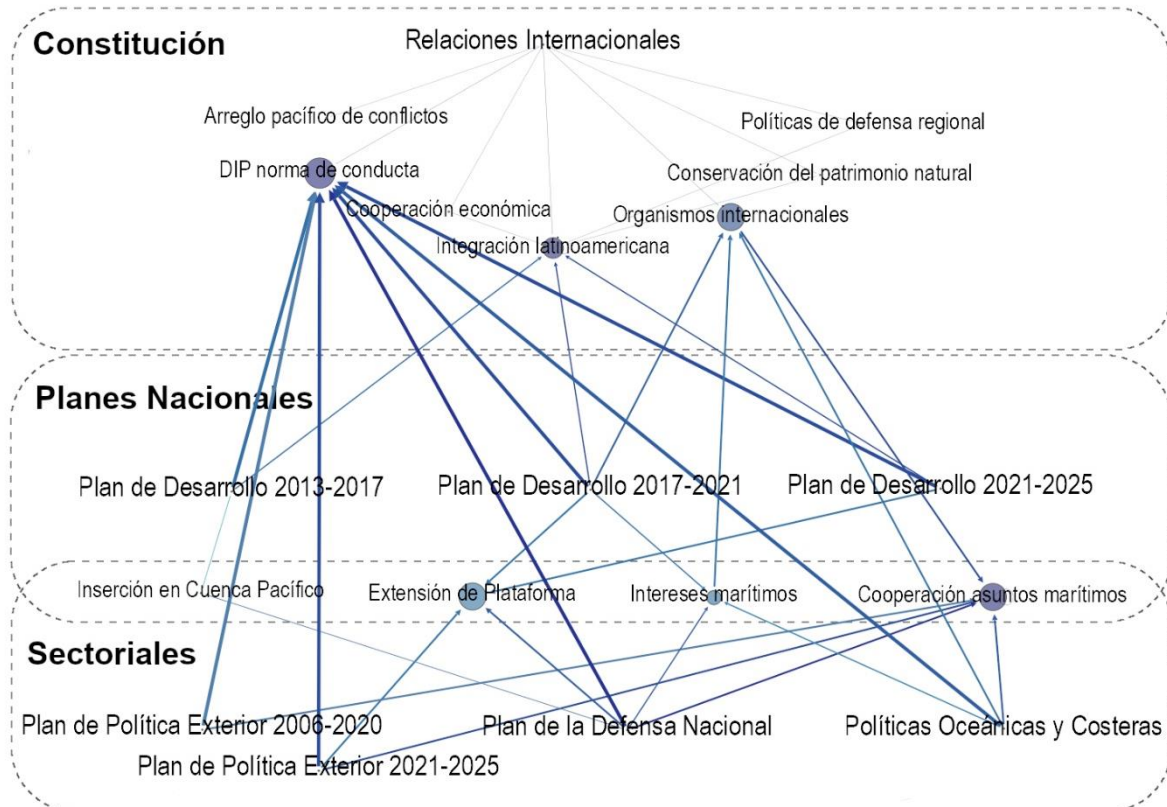 Constitución
Relaciones Internacionales
Arreglo pacífico de conflictos
Políticas de defensa regional
DIP norma de conducta
Conservación del patrimonio natural
Cooperación económica
Organismos internacionales
Integración latinoamericana
Planes Nacionales
Plan de Desarrollo 2013-2017
Plan de Desarrollo 2017-2021
Plan de Desarrollo 2021-2025
Inserción en Cuenca Pacífico
Extensión de Plataforma
Intereses marítimos
Cooperación asuntos marítimos
Sectoriales
Plan de Política Exterior 2006-2020
Plan de la Defensa Nacional
Políticas Oceánicas y Costeras
Plan de Política Exterior 2021-2025